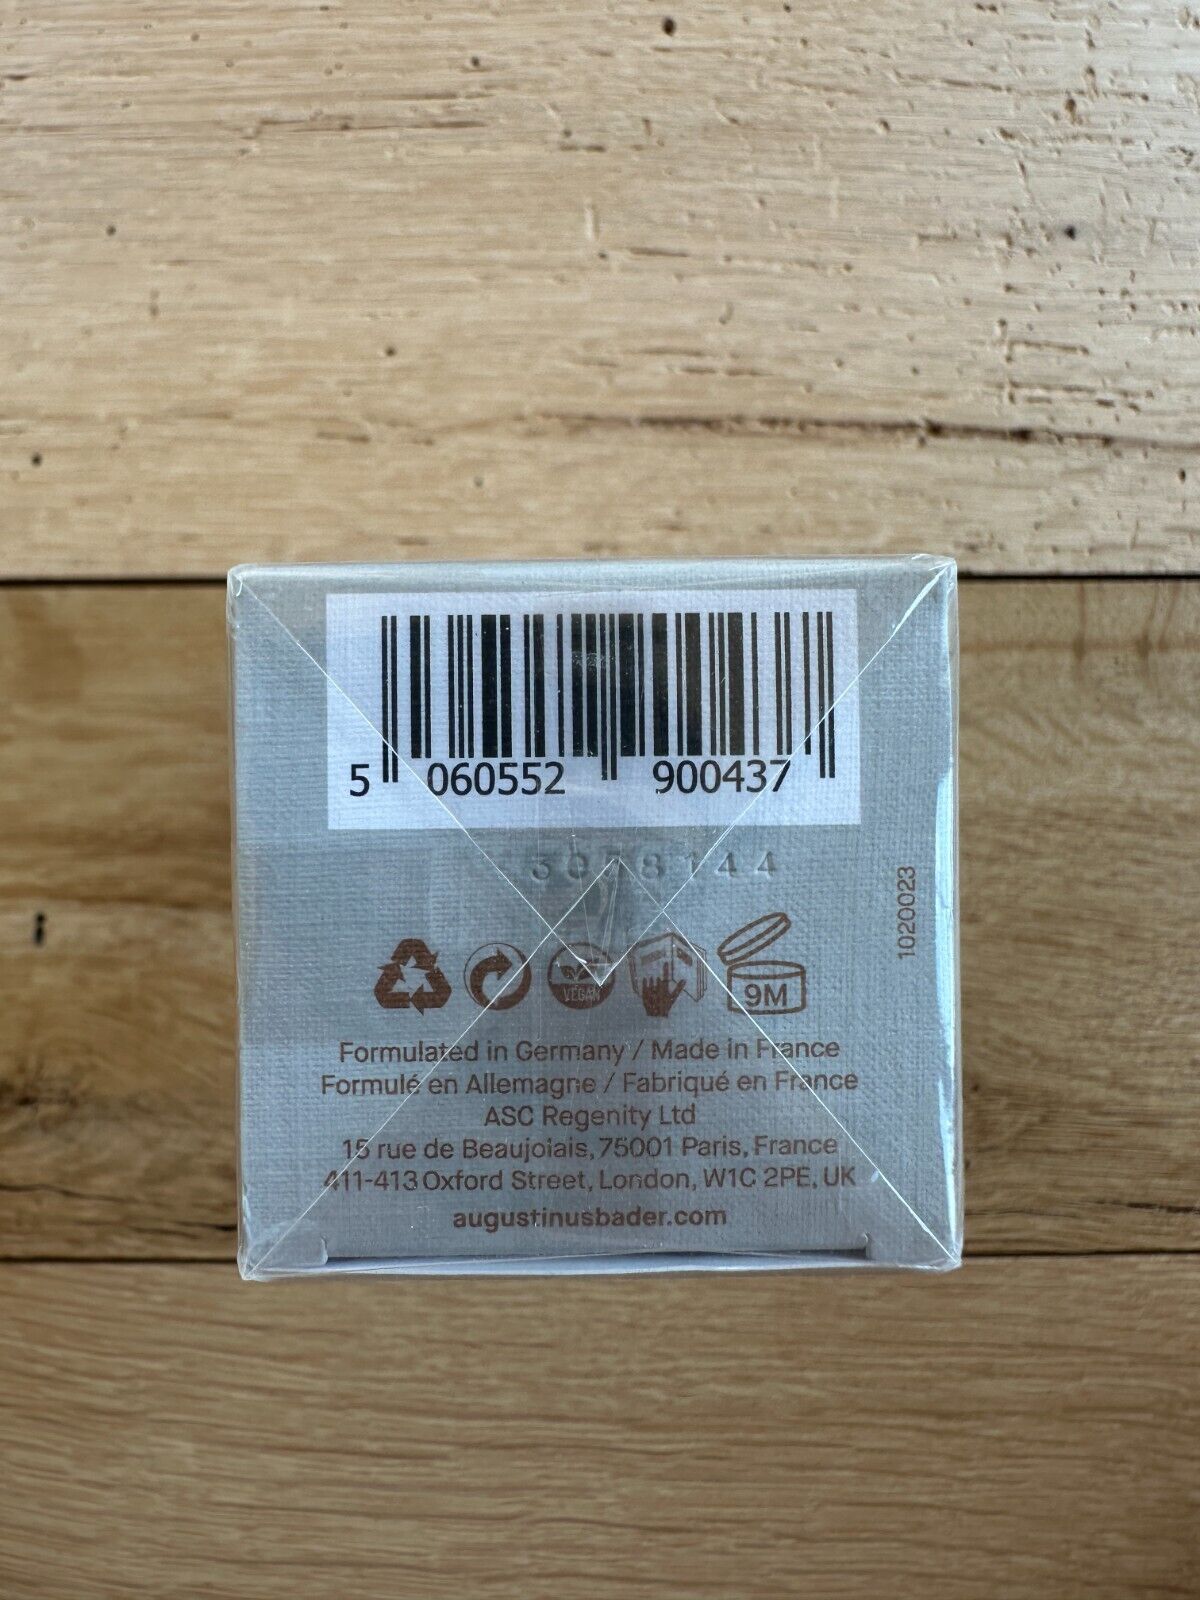 5 060552 900437
1020023
VEGAN
9M
Formulated in Germany / Made in France
Formulé en Allemagne / Fabriqué en France
ASC Regenity Ltd
15 rue de Beaujolais, 75001 Paris, France
411-413 Oxford Street, London, W1C 2PE, UK
augustinusbader.com